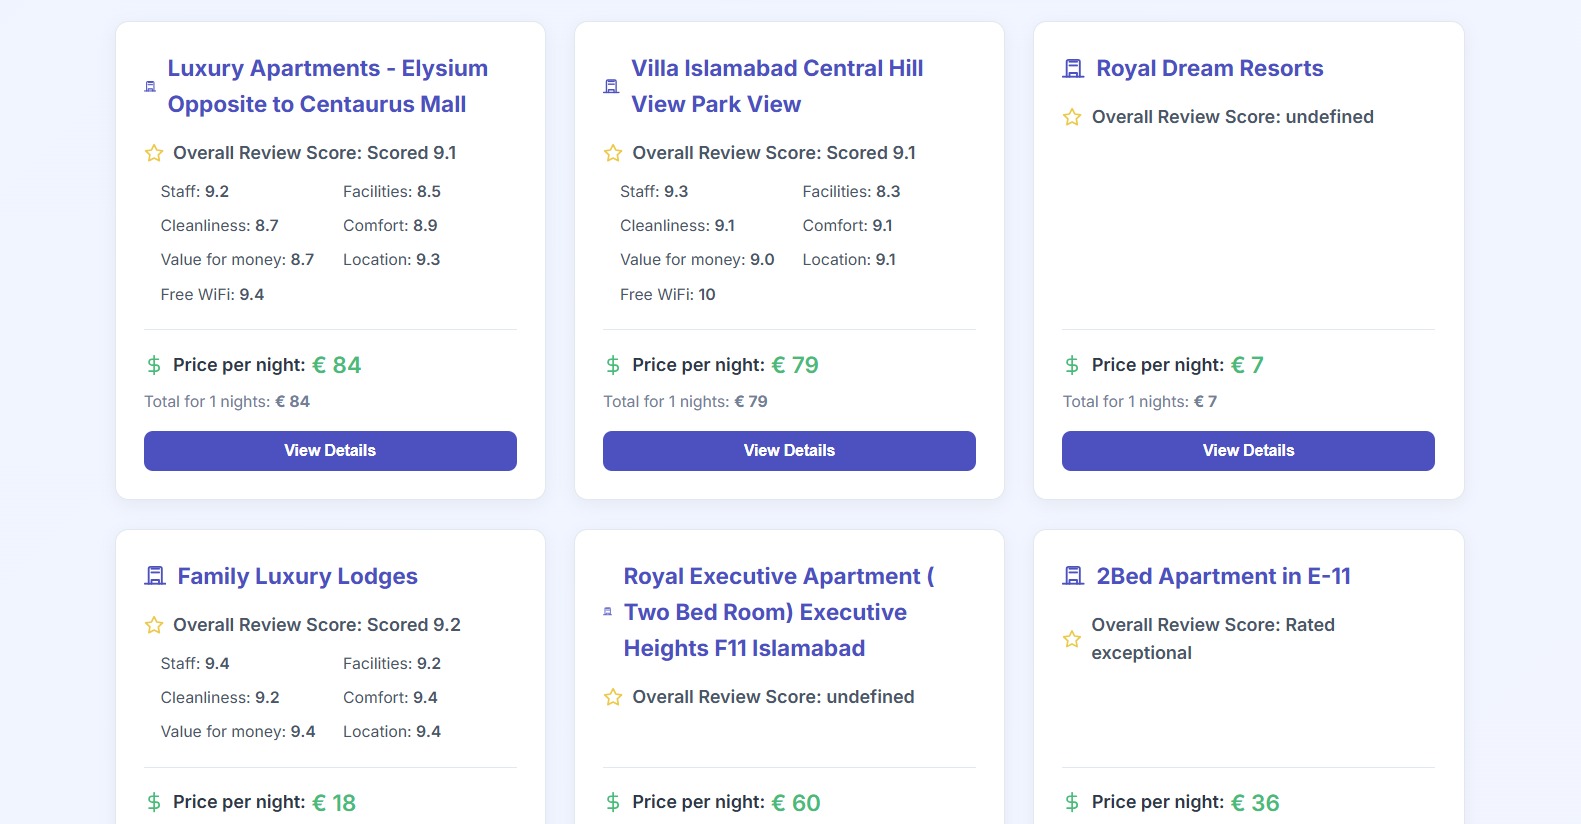 Luxury Apartments - Elysium
Opposite to Centaurus Mall
Overall Review Score: Scored 9.1
Staff: 9.2
Facilities: 8.5
Cleanliness: 8.7
Comfort: 8.9
Value for money: 8.7
Location: 9.3
Free WiFi: 9.4
Price per night: € 84
Total for 1 nights: € 84
View Details
Villa Islamabad Central Hill
View Park View
Overall Review Score: Scored 9.1
Staff: 9.3
Facilities: 8.3
Cleanliness: 9.1
Comfort: 9.1
Value for money: 9.0
Location: 9.1
Free WiFi: 10
Price per night: € 79
Total for 1 nights: € 79
View Details
Royal Dream Resorts
Overall Review Score: undefined
Price per night: € 7
Total for 1 nights: € 7
View Details
Family Luxury Lodges
Overall Review Score: Scored 9.2
Staff: 9.4
Facilities: 9.2
Cleanliness: 9.2
Comfort: 9.4
Value for money: 9.4
Location: 9.4
Price per night: € 18
Royal Executive Apartment (
Two Bed Room) Executive
Heights F11 Islamabad
Overall Review Score: undefined
Price per night: € 60
2Bed Apartment in E-11
Overall Review Score: Rated
exceptional
Price per night: € 36